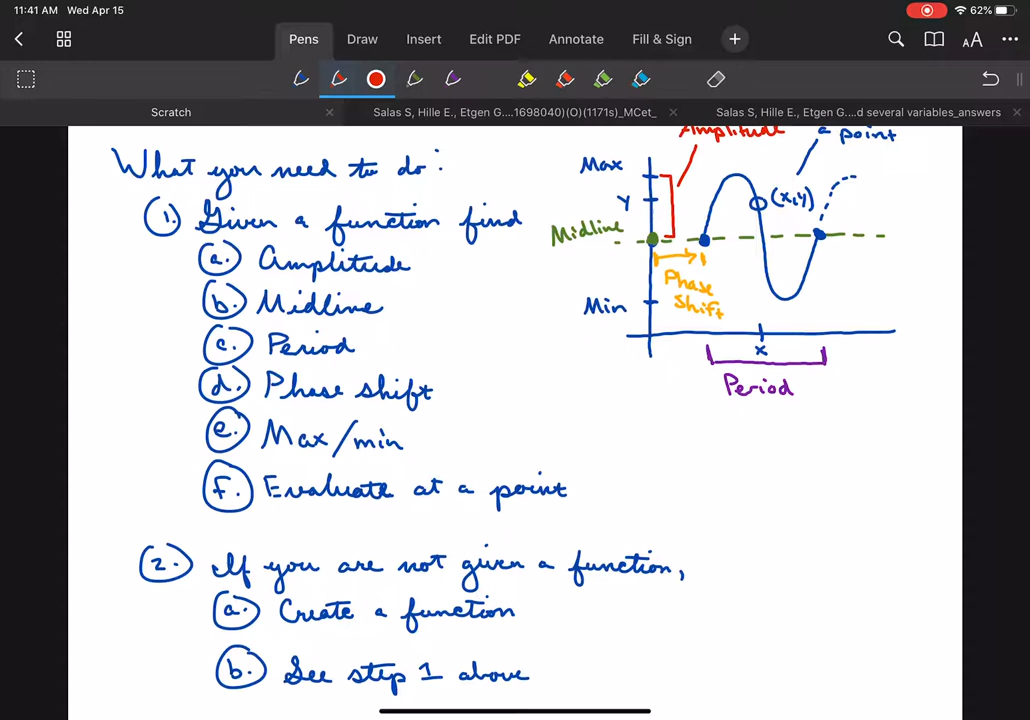 11:41 AM Wed Apr 15
62%
Pens Draw Insert Edit PDF Annotate Fill & Sign
AA
Scratch
Salas S, Hille E., Etgen G....1698040)(O)(1171s)_MCet_
Salas S, Hille E., Etgen G....d several variables_answers
What you need to do:
1. Given a function find
a. Amplitude
b. Midline
c. Period
d. Phase shift
e. Max/min
f. Evaluate at a point
2. If you are not given a function,
a. Create a function
b. See step 1 above
Amplitude
a point
Max
Y
(x,y)
Midline
Phase
shift
Min
x
Period